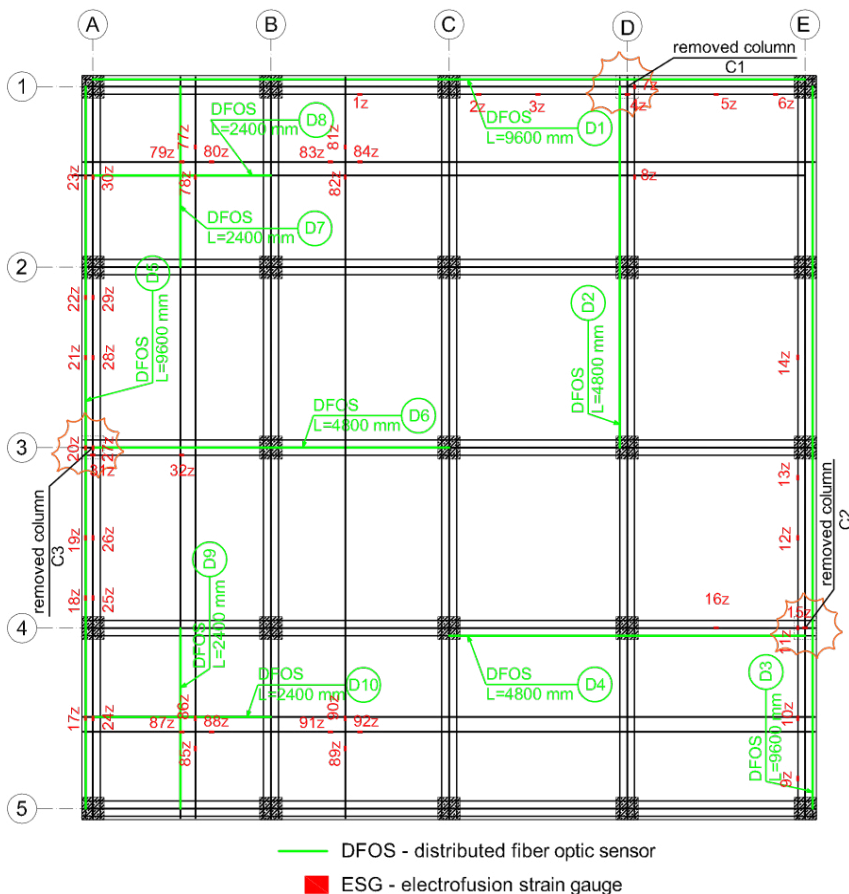 A
B
C
D
E
removed column
C1
1
7z
1z
2z
3z
4z
5z
6z
DFOS
L=2400 mm
D8
DFOS
L=9600 mm
D1
77z
81z
79z
80z
83z
84z
23z
30z
78z
82z
8z
DFOS
L=2400 mm
D7
2
D5
22z
29z
D2
DFOS
L=9600 mm
DFOS
L=4800 mm
21z
28z
14z
DFOS
L=4800 mm
D6
3
20z
27z
31z
32z
13z
removed column
C3
19z
26z
12z
removed column
C2
D9
DFOS
L=2400 mm
18z
25z
16z
15z
4
11z
DFOS
L=2400 mm
D10
DFOS
L=4800 mm
D4
D3
DFOS
L=9600 mm
17z
24z
86z
87z
88z
90z
91z
92z
10z
85z
89z
9z
5
DFOS - distributed fiber optic sensor
ESG - electrofusion strain gauge